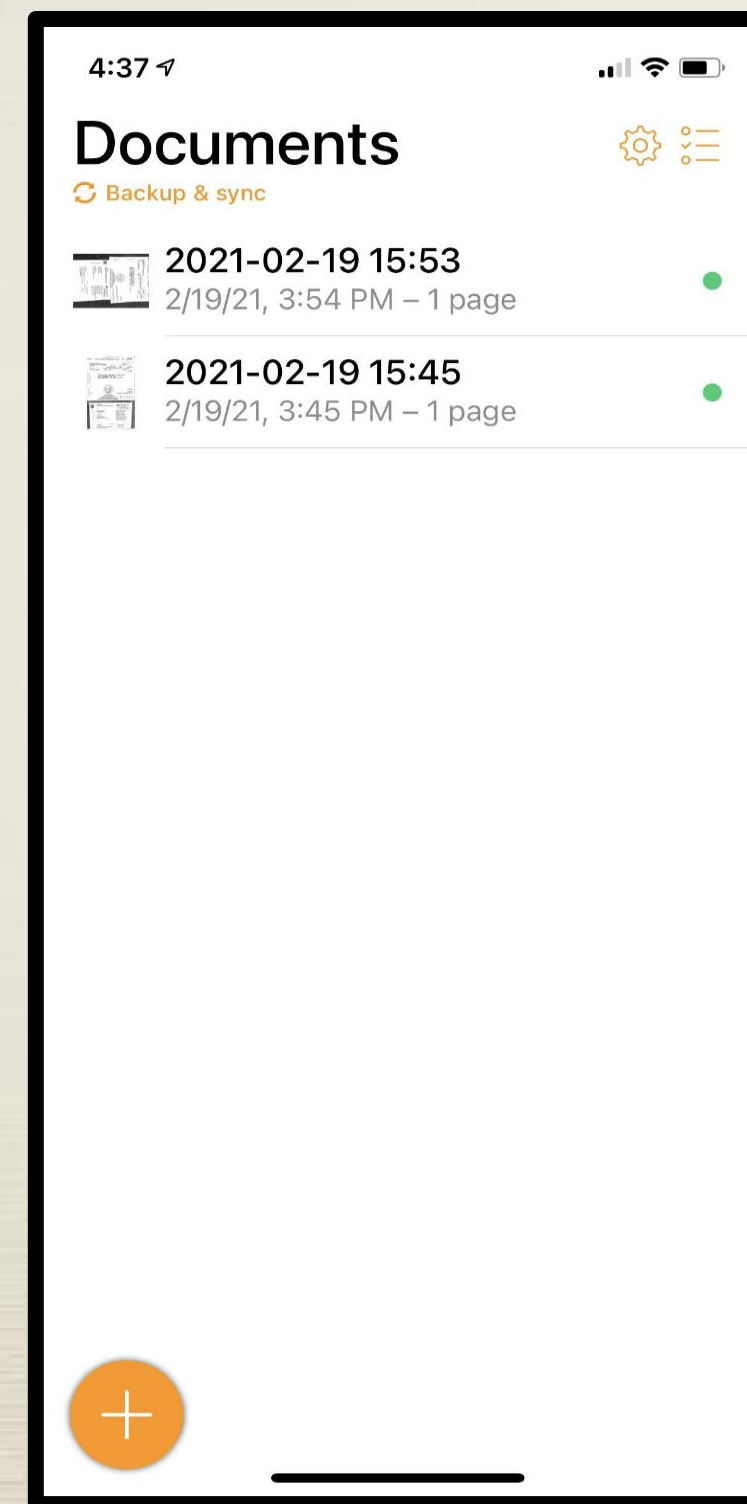 4:37
Documents
Backup & sync
2021-02-19 15:53
2/19/21, 3:54 PM – 1 page
2021-02-19 15:45
2/19/21, 3:45 PM – 1 page